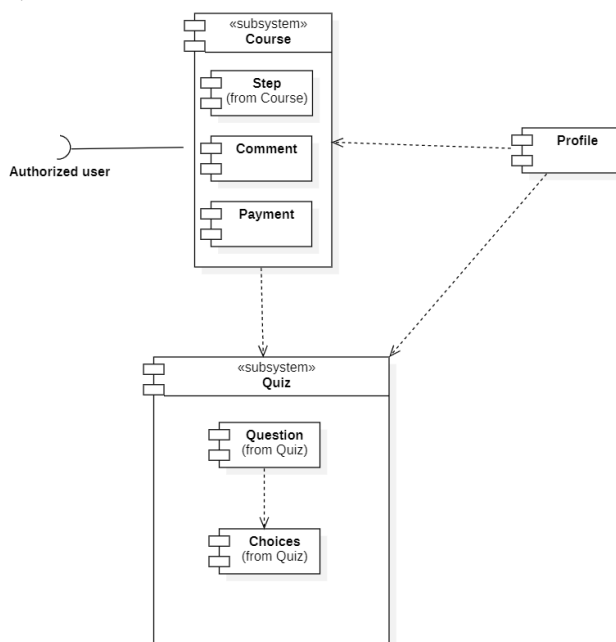 «subsystem»
Course
Step
(from Course)
Comment
Payment
Authorized user
Profile
«subsystem»
Quiz
Question
(from Quiz)
Choices
(from Quiz)